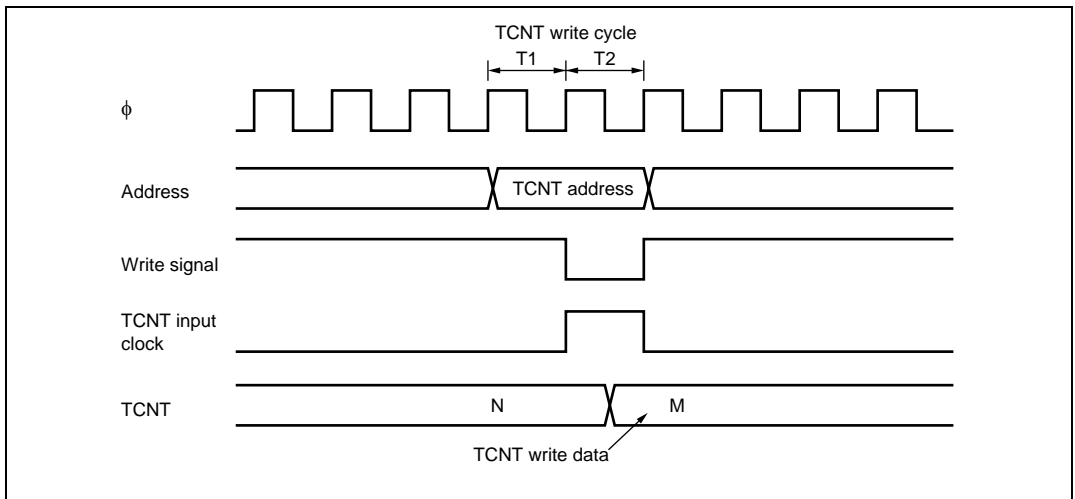 TCNT write cycle
T1 T2
ϕ
Address
TCNT address
Write signal
TCNT input
clock
TCNT
N
M
TCNT write data